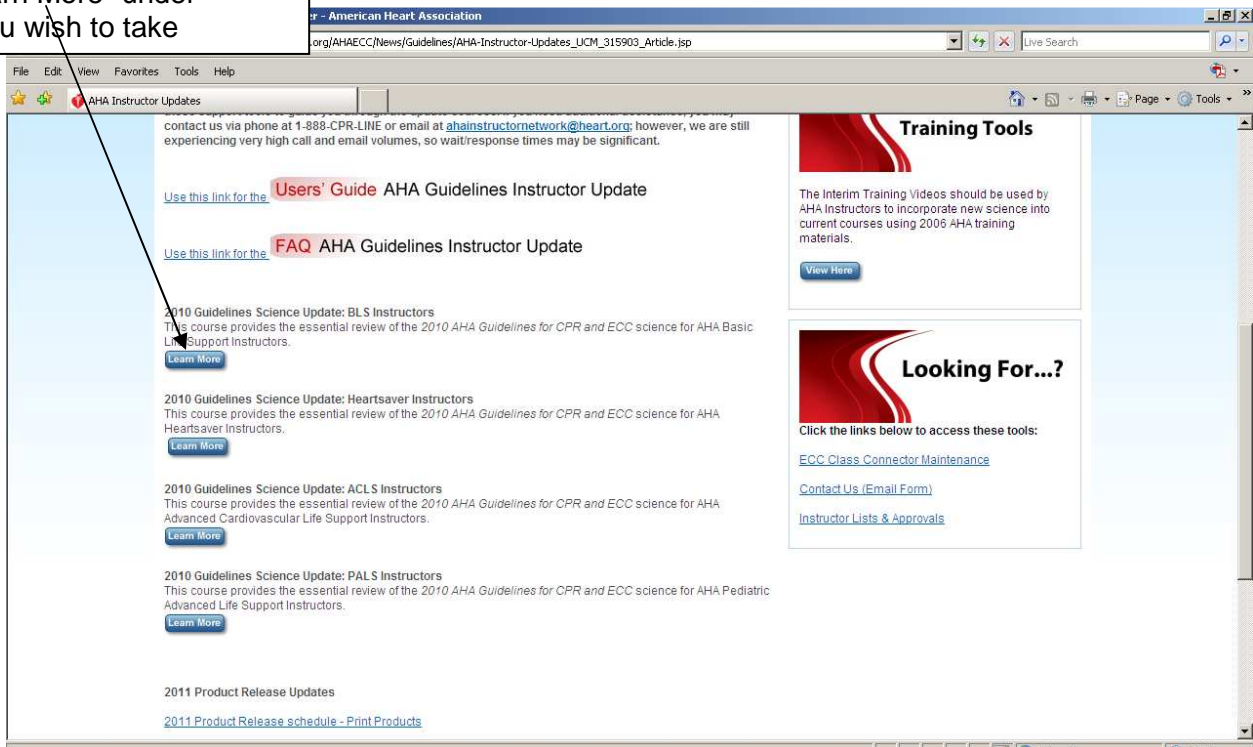 More" under
u wish to take
- American Heart Association
.org/AHAECC/News/Guidelines/AHA-Instructor-Updates_UCM_315903_Article.jsp
Live Search
File Edit View Favorites Tools Help
AHA Instructor Updates
Page
Tools
contact us via phone at 1-888-CPR-LINE or email at ahainstructornetwork@heart.org; however, we are still
experiencing very high call and email volumes, so wait/response times may be significant.
Use this link for the Users' Guide AHA Guidelines Instructor Update
Use this link for the FAQ AHA Guidelines Instructor Update
2010 Guidelines Science Update: BLS Instructors
This course provides the essential review of the 2010 AHA Guidelines for CPR and ECC science for AHA Basic
Life Support Instructors.
Learn More
2010 Guidelines Science Update: Heartsaver Instructors
This course provides the essential review of the 2010 AHA Guidelines for CPR and ECC science for AHA
Heartsaver Instructors.
Learn More
2010 Guidelines Science Update: ACLS Instructors
This course provides the essential review of the 2010 AHA Guidelines for CPR and ECC science for AHA
Advanced Cardiovascular Life Support Instructors.
Learn More
2010 Guidelines Science Update: PALS Instructors
This course provides the essential review of the 2010 AHA Guidelines for CPR and ECC science for AHA Pediatric
Advanced Life Support Instructors.
Learn More
2011 Product Release Updates
2011 Product Release schedule - Print Products
Training Tools
The Interim Training Videos should be used by
AHA Instructors to incorporate new science into
current courses using 2006 AHA training
materials.
View Here
Looking For...?
Click the links below to access these tools:
ECC Class Connector Maintenance
Contact Us (Email Form)
Instructor Lists & Approvals